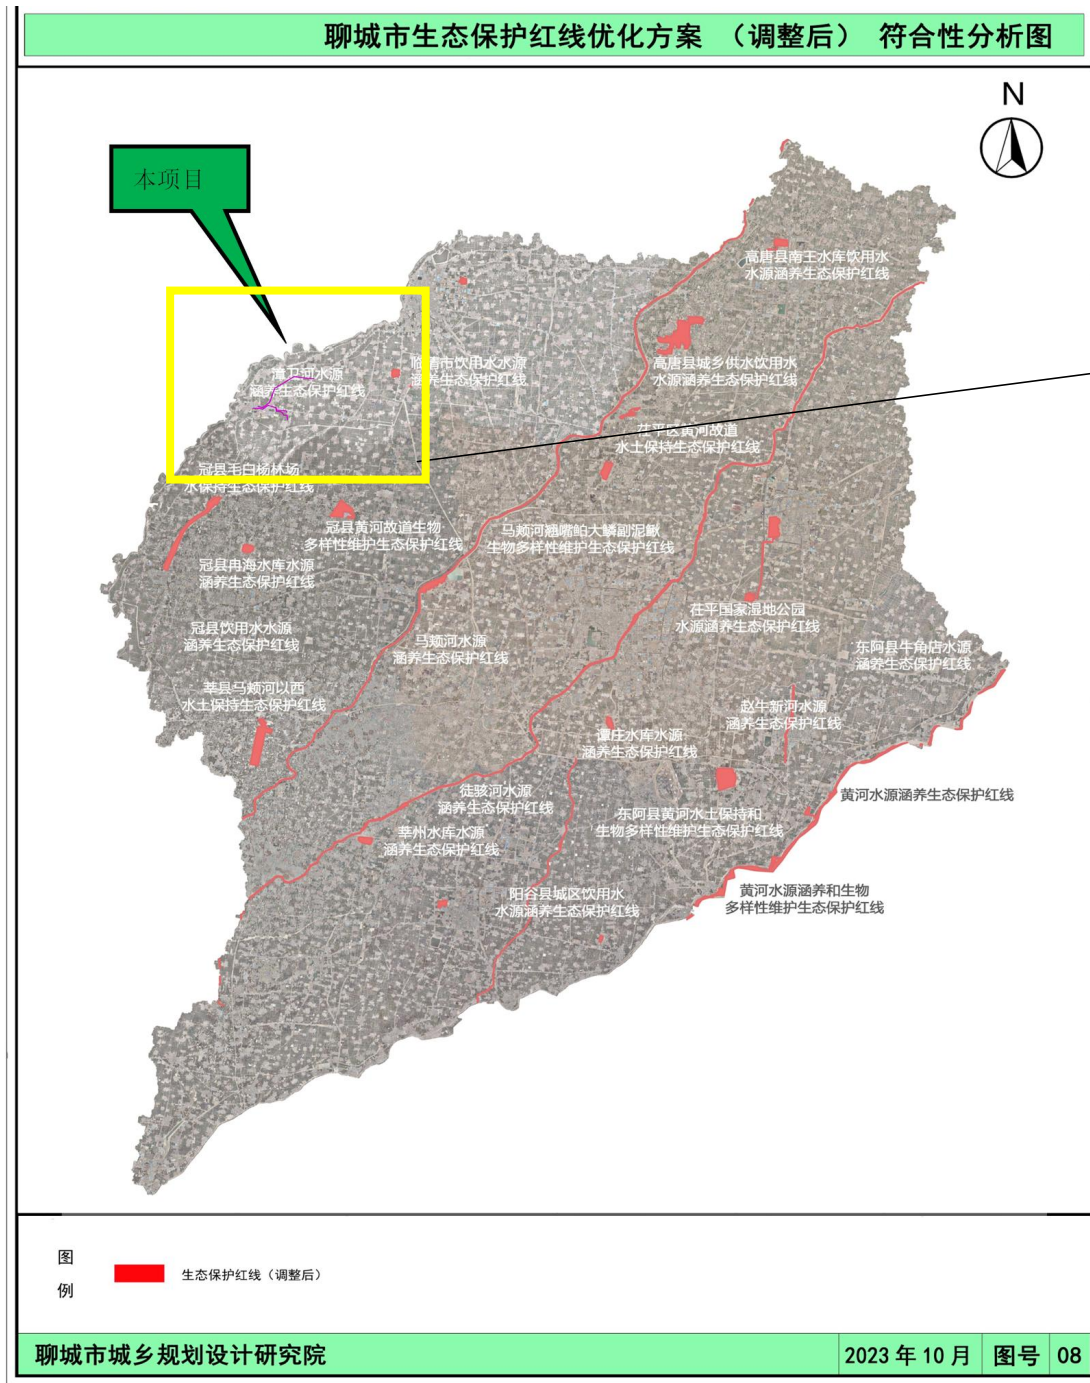 聊城市生态保护红线优化方案 （调整后） 符合性分析图
N
本项目
高唐县南王水库饮用水
水源涵养生态保护红线
临清市饮用水水源
涵养生态保护红线
高唐县城乡供水饮用水
水源涵养生态保护红线
漳卫河水源
涵养生态保护红线
茌平区黄河故道
水土保持生态保护红线
冠县毛白杨林场
水保持生态保护红线
冠县黄河故道生物
多样性维护生态保护红线
马颊河翘嘴鲌大鳞副泥鳅
生物多样性维护生态保护红线
冠县冉海水库水源
涵养生态保护红线
茌平国家湿地公园
水源涵养生态保护红线
冠县饮用水水源
涵养生态保护红线
马颊河水源
涵养生态保护红线
东阿县牛角店水源
涵养生态保护红线
莘县马颊河以西
水土保持生态保护红线
赵牛新河水源
涵养生态保护红线
谭庄水库水源
涵养生态保护红线
徒骇河水源
涵养生态保护红线
黄河水源涵养生态保护红线
东阿县黄河水土保持和
生物多样性维护生态保护红线
莘州水库水源
涵养生态保护红线
阳谷县城区饮用水
水源涵养生态保护红线
黄河水源涵养和生物
多样性维护生态保护红线
图
例
生态保护红线（调整后）
聊城市城乡规划设计研究院
2023 年 10 月
图号
08